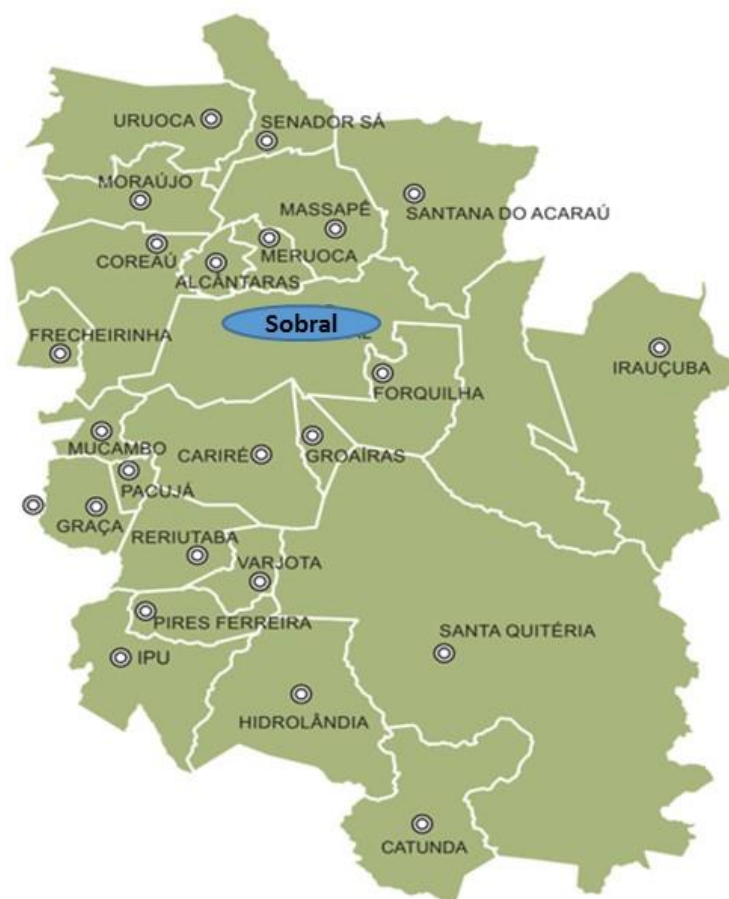 URUOCA
SENADOR SÁ
MORAÚJO
MASSAPÊ
SANTANA DO ACARAÚ
COREAÚ
MERUOCA
ALCÂNTARAS
Sobral
FRECHEIRINHA
IRAUÇUBA
FORQUILHA
MUCAMBO
CARIRÉ
GROAÍRAS
PACUJÁ
GRAÇA
RERIUTABA
VARJOTA
PIRES FERREIRA
SANTA QUITÉRIA
IPU
HIDROLÂNDIA
CATUNDA